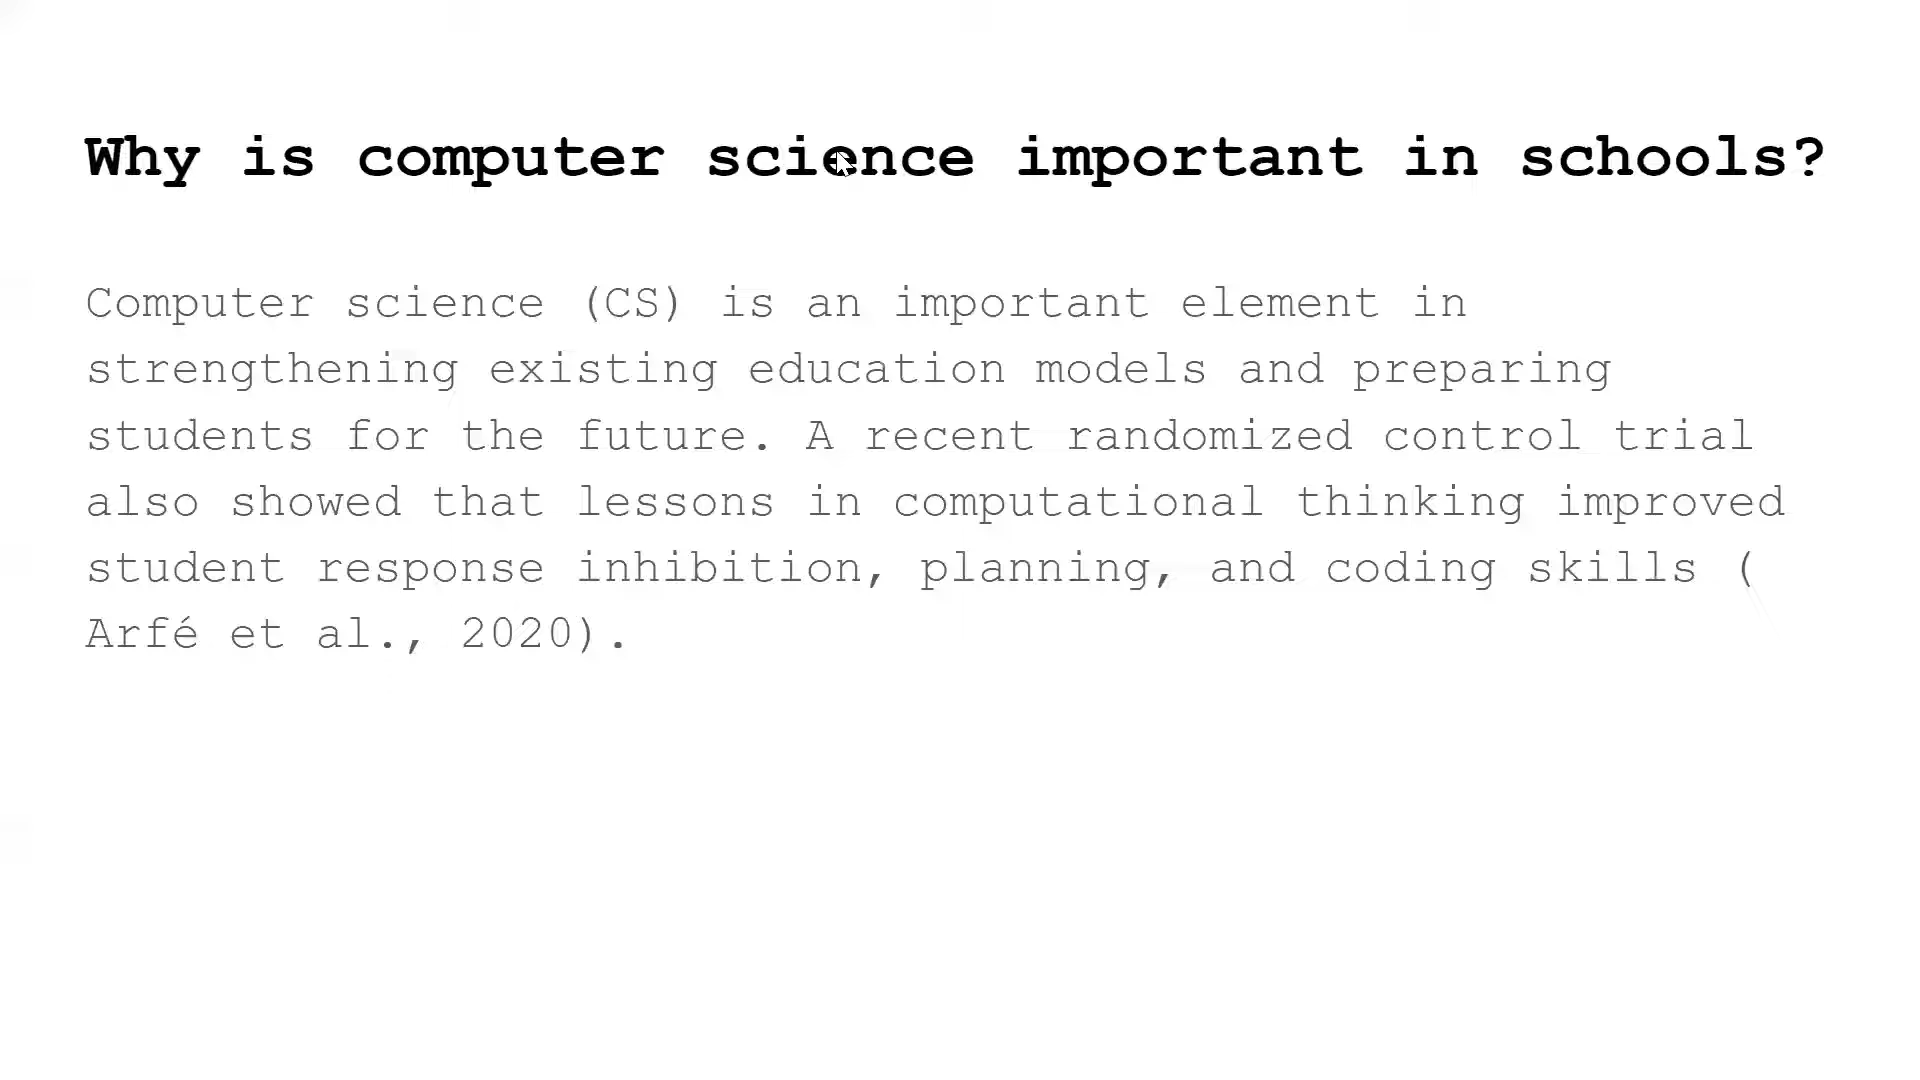 Why is computer science important in schools?
Computer science (CS) is an important element in
strengthening existing education models and preparing
students for the future. A recent randomized control trial
also showed that lessons in computational thinking improved
student response inhibition, planning, and coding skills (
Arfé et al., 2020).